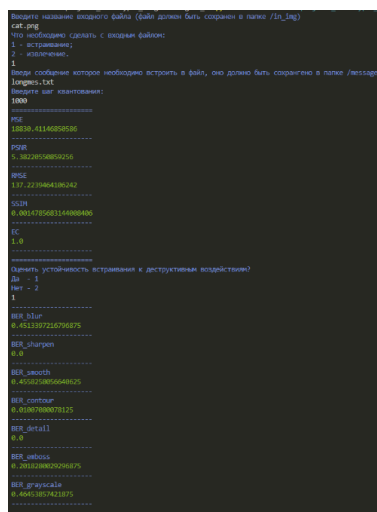 Введите название входного файла (файл должен быть сохранен в папке /in_img)
cat.png
Что необходимо сделать с входным файлом:
1 - встраивание;
2 - извлечение.
1
Введи сообщение которое необходимо встроить в файл, оно должно быть сохрангено в папке /message
longmes.txt
Введите шаг квантования:
1000
=====================
MSE
18830.41146850586
---------------------
PSNR
5.38220550859256
---------------------
RMSE
137.2239464106242
---------------------
SSIM
0.0014785683144008406
---------------------
EC
1.0
---------------------
=====================
Оценить устойчивость встраивания к деструктивным воздействиям?
Да - 1
Нет - 2
1
---------------------
BER_blur
0.4513397216796875
---------------------
BER_sharpen
0.0
---------------------
BER_smooth
0.4558250056640625
---------------------
BER_contour
0.01007080078125
---------------------
BER_detail
0.0
---------------------
BER_emboss
0.2018280029296875
---------------------
BER_grayscale
0.46453857421875
---------------------